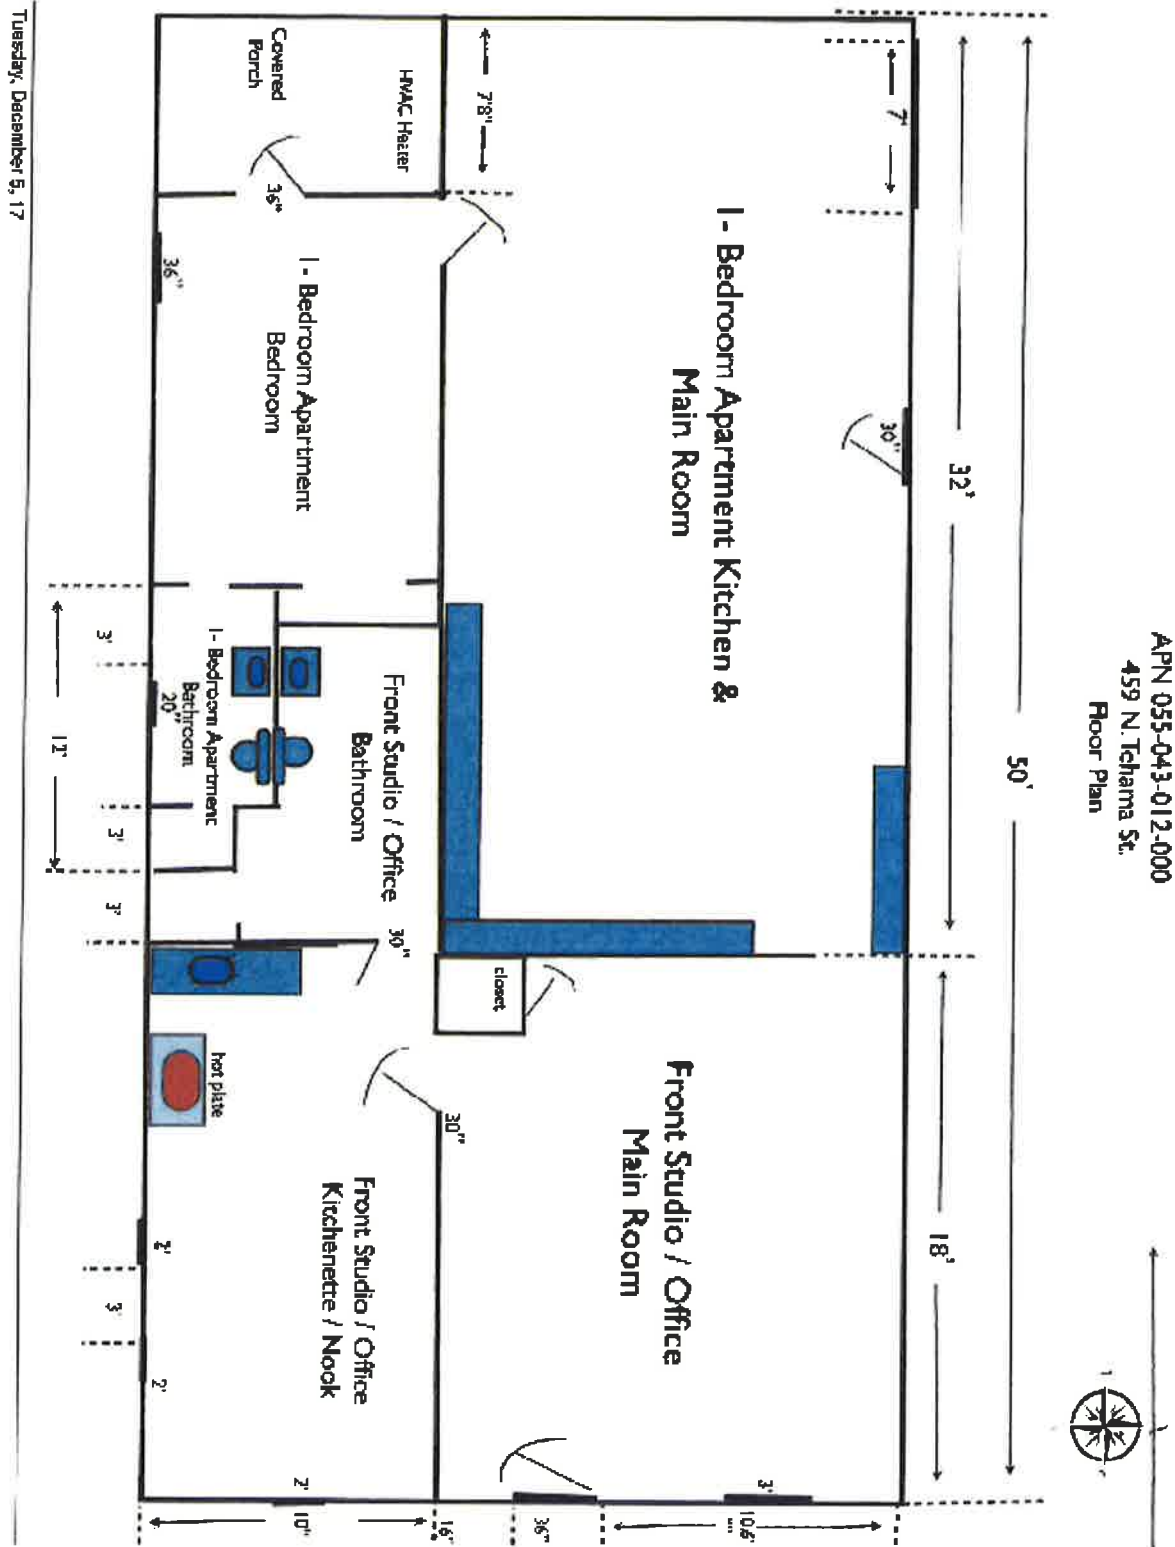 APN 055-043-012-000
459 N. Tehama St.
Floor Plan
50'
32'
18'
7'
30"
7'8"
1- Bedroom Apartment Kitchen &
Main Room
Front Studio / Office
Main Room
3'
HVAC Heater
Covered
Porch
36"
1- Bedroom Apartment
Bedroom
36"
Front Studio / Office
Bathroom
30"
closet
30"
1- Bedroom Apartment
Bathroom
20"
hot plate
Front Studio / Office
Kitchenette / Nook
2'
2'
2'
3'
3'
3'
3'
12'
10"
16'
36"
10.6'
Tuesday, December 5, 17